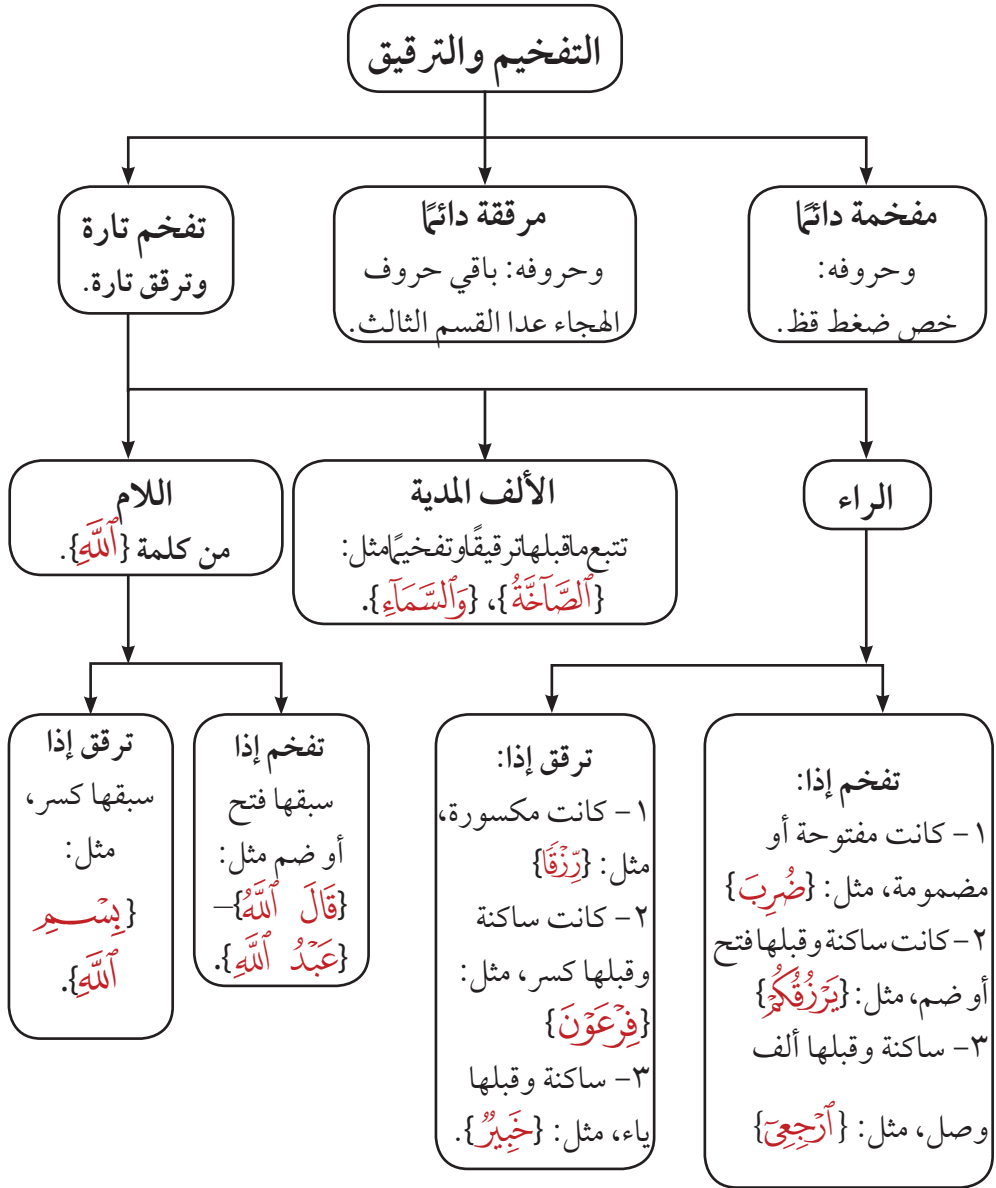 التفخيم والترقيق
مفخمة دائمًا
وحروفه:
خص ضغط قظ.
مرققة دائمًا
وحروفه: باقي حروف
الهجاء عدا القسم الثالث.
تفخم تارة
وترقق تارة.
الراء
الألف المدية
تتبع ماقبلها ترقيقًا وتفخيمًا مثل:
{ٱلصَّآخَّةُ}، {وَٱلسَّمَآءِ}.
اللام
من كلمة {ٱللَّهِ}.
تفخم إذا:
١- كانت مفتوحة أو
مضمومة، مثل: {ضُرِبَ}
٢- كانت ساكنة وقبلها فتح
أو ضم، مثل: {يَرْزُقُكُمْ}
٣- ساكنة وقبلها ألف
وصل، مثل: {ٱرْجِعِىٓ}
ترقق إذا:
١- كانت مكسورة،
مثل: {رِّزْقًا}
٢- كانت ساكنة
وقبلها كسر، مثل:
{فِرْعَوْنَ}
٣- ساكنة وقبلها
ياء، مثل: {خَبِيرٌ}.
تفخم إذا
سبقها فتح
أو ضم مثل:
{قَالَ ٱللَّهُ}–
{عَبْدُ ٱللَّهِ}.
ترقق إذا
سبقها كسر،
مثل:
{بِسْمِ
ٱللَّهِ}.